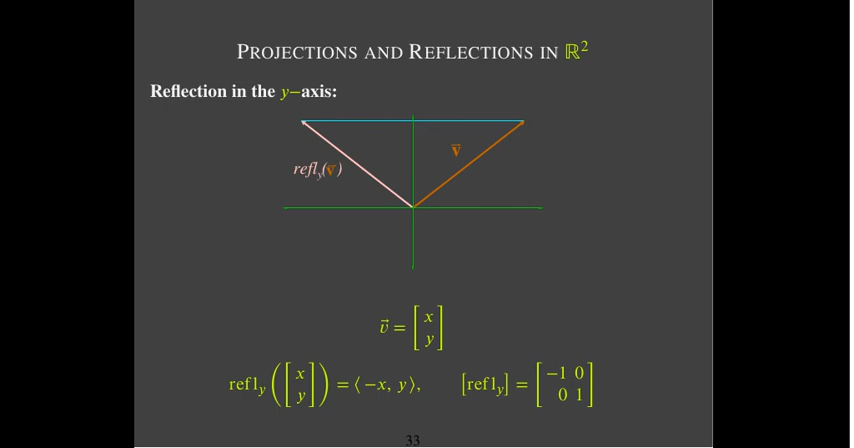 PROJECTIONS AND REFLECTIONS IN ℝ²
Reflection in the y−axis:
v⃗
refl_y(v⃗)
v⃗ = [x y]
refl_y([x y]) = ⟨−x, y⟩, [refl_y] = [−1 0 0 1]
33